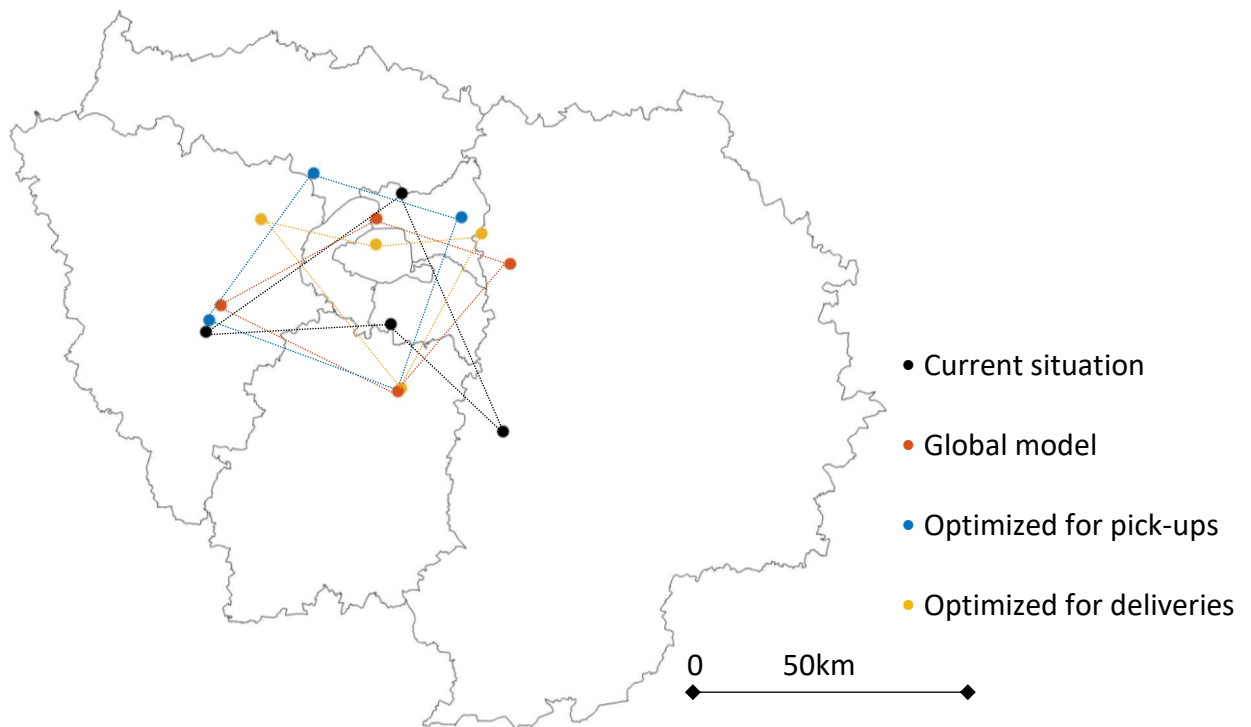 Current situation
Global model
Optimized for pick-ups
Optimized for deliveries
0 50km